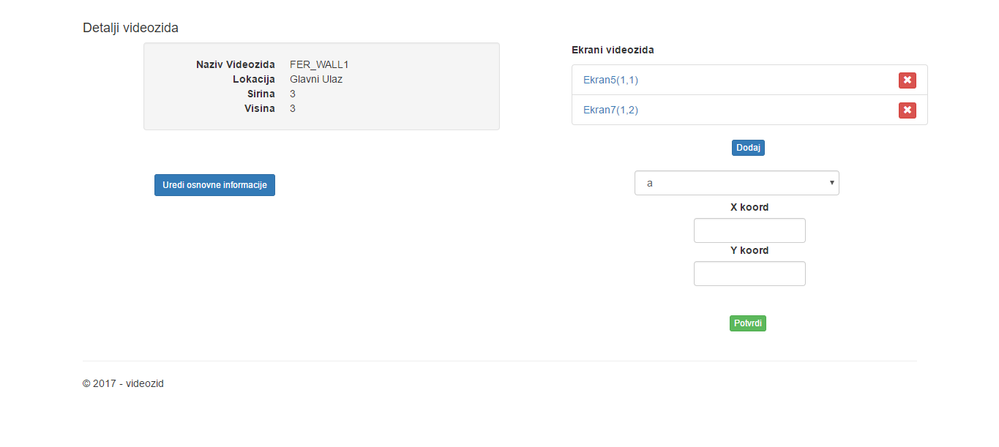 Detalji videozida
Naziv Videozida FER_WALL1
Lokacija Glavni Ulaz
Sirina 3
Visina 3
Uredi osnovne informacije
Ekrani videozida
Ekran5(1,1)
Ekran7(1,2)
Dodaj
a
X koord
Y koord
Potvrdi
© 2017 - videozid